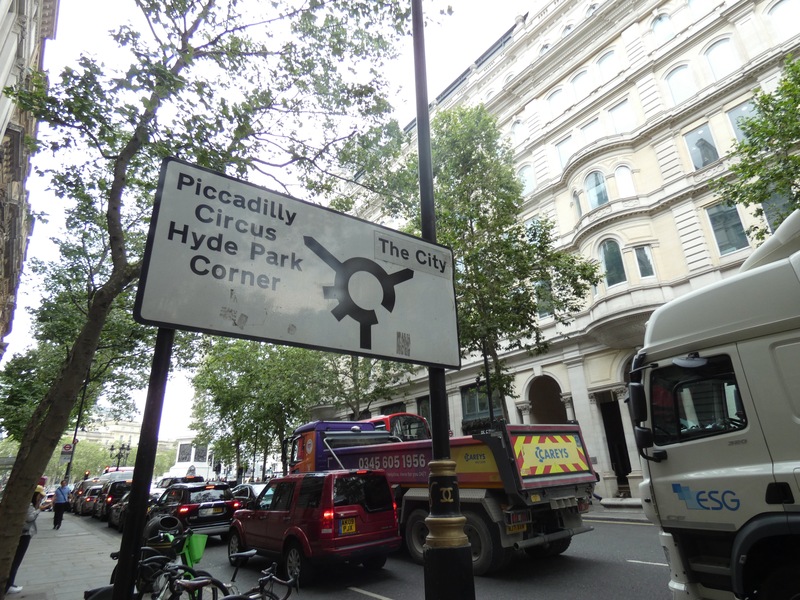 Piccadilly
Circus
Hyde Park
Corner
The City
0345 605 1956
CAREYS
CAREYS
ESG